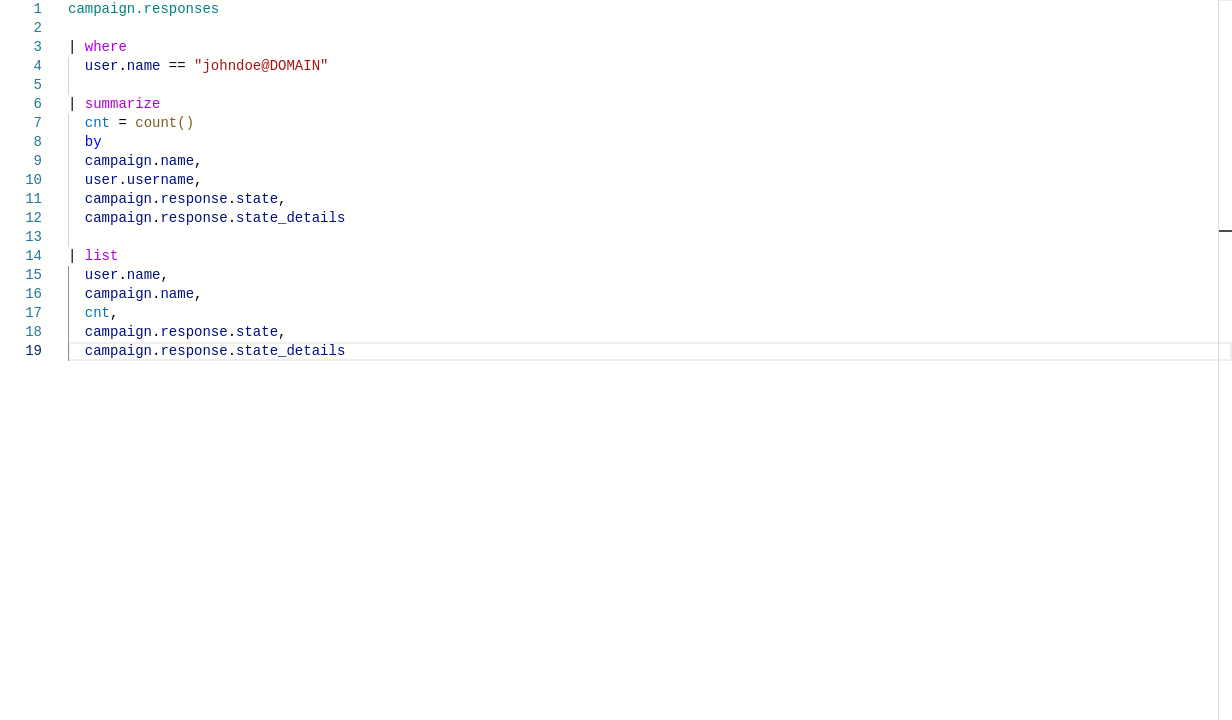 1 campaign.responses
2
3 | where
4 user.name == "johndoe@DOMAIN"
5
6 | summarize
7 cnt = count()
8 by
9 campaign.name,
10 user.username,
11 campaign.response.state,
12 campaign.response.state_details
13
14 | list
15 user.name,
16 campaign.name,
17 cnt,
18 campaign.response.state,
19 campaign.response.state_details